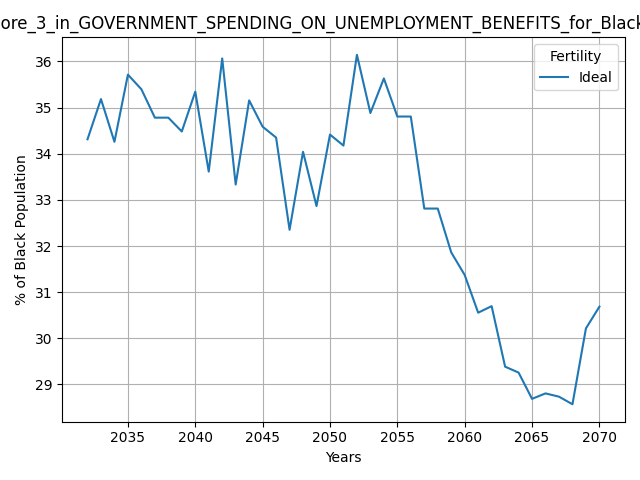 ore_3_in_GOVERNMENT_SPENDING_ON_UNEMPLOYMENT_BENEFITS_for_Black
Fertility
Ideal
36
35
34
33
32
31
30
29
% of Black Population
2035 2040 2045 2050 2055 2060 2065 2070
Years